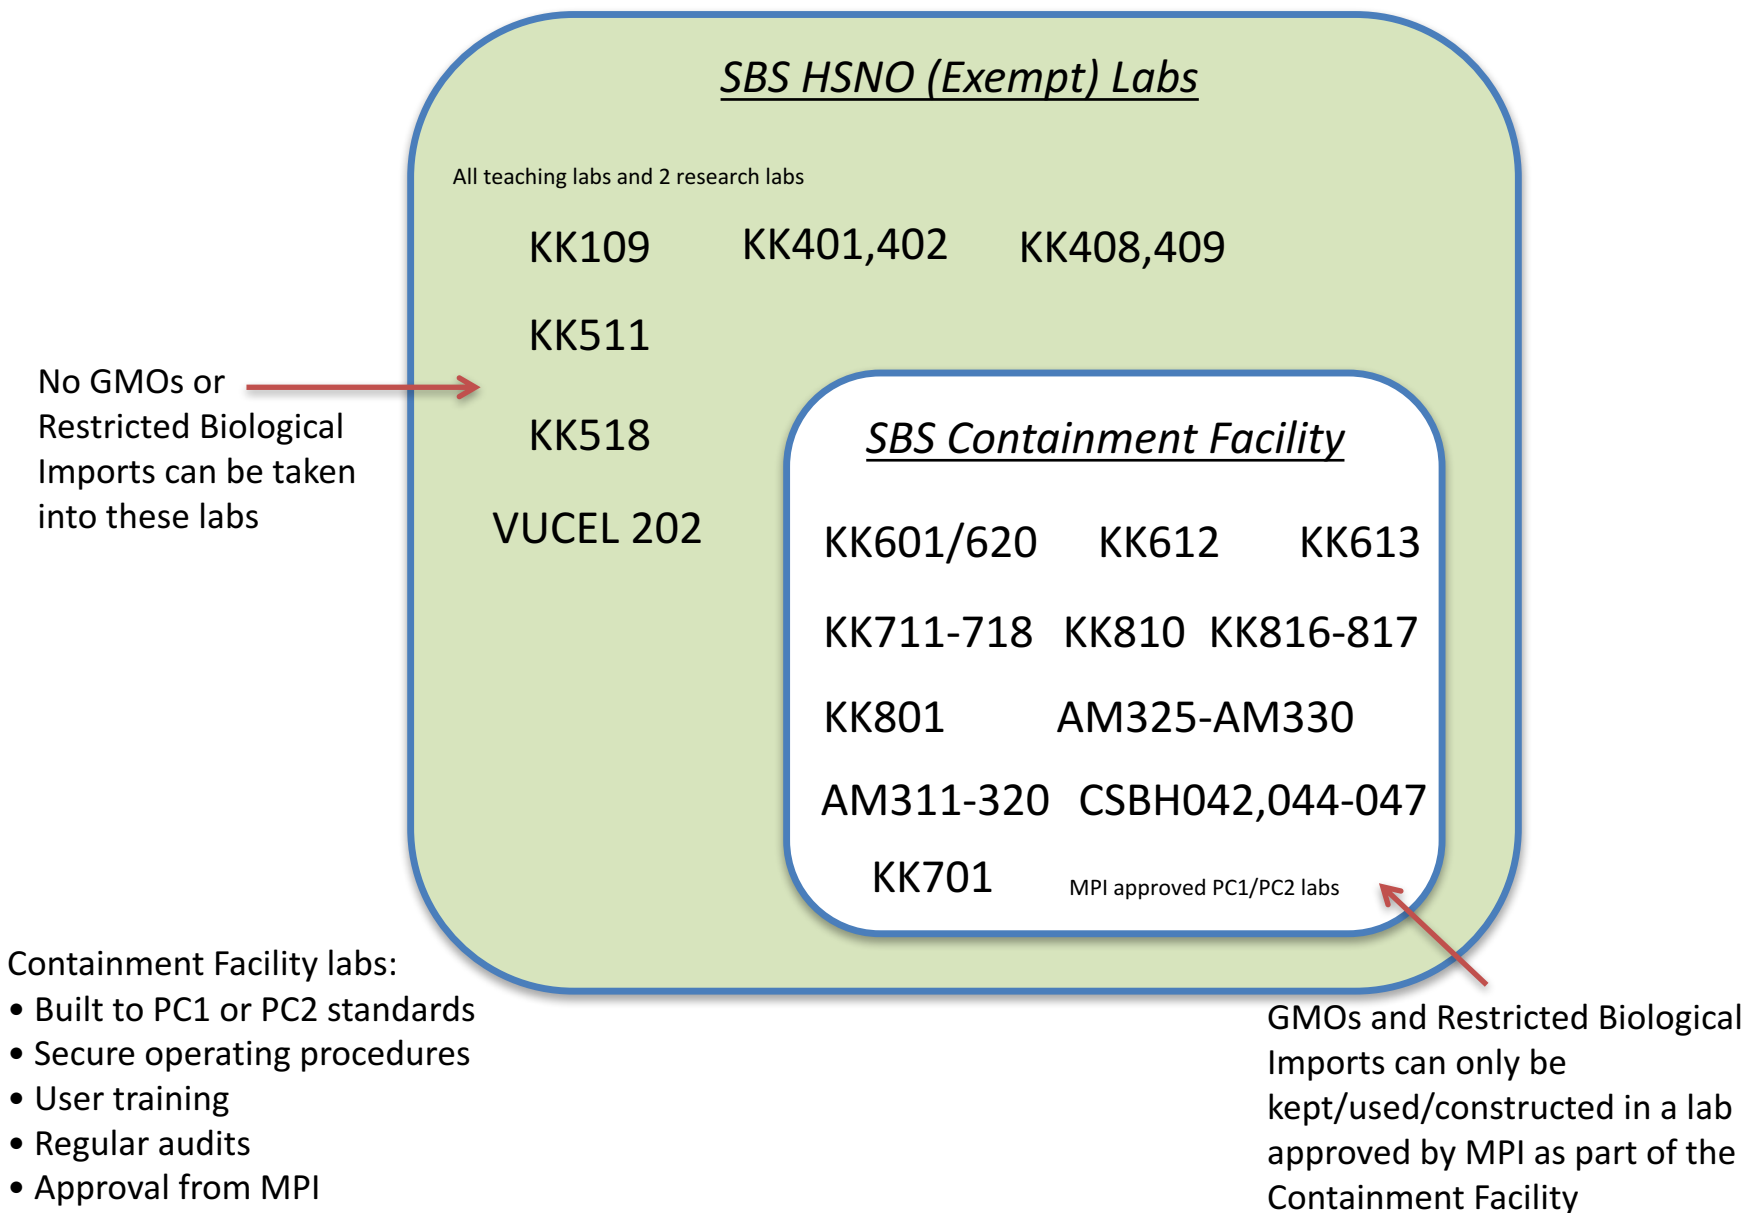 SBS HSNO (Exempt) Labs
All teaching labs and 2 research labs
KK109 KK401,402 KK408,409
KK511
KK518
VUCEL 202
No GMOs or
Restricted Biological
Imports can be taken
into these labs
SBS Containment Facility
KK601/620 KK612 KK613
KK711-718 KK810 KK816-817
KK801 AM325-AM330
AM311-320 CSBH042,044-047
KK701 MPI approved PC1/PC2 labs
Containment Facility labs:
• Built to PC1 or PC2 standards
• Secure operating procedures
• User training
• Regular audits
• Approval from MPI
GMOs and Restricted Biological
Imports can only be
kept/used/constructed in a lab
approved by MPI as part of the
Containment Facility